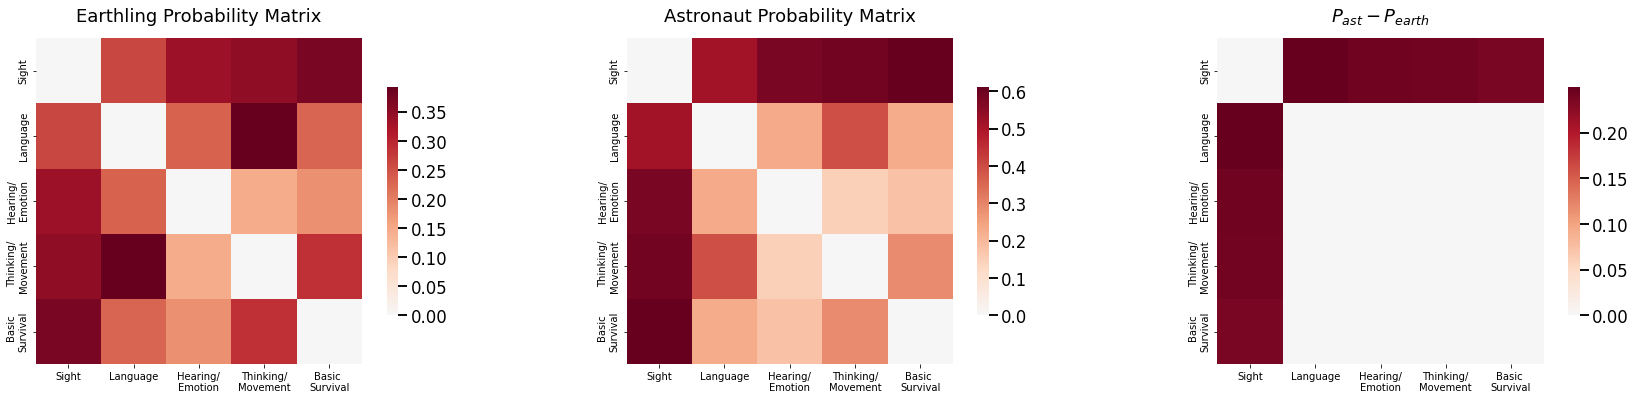 Earthling Probability Matrix
Sight
Language
Hearing/
Emotion
Thinking/
Movement
Basic
Survival
Sight
Language
Hearing/
Emotion
Thinking/
Movement
Basic
Survival
0.35
0.30
0.25
0.20
0.15
0.10
0.05
0.00
Astronaut Probability Matrix
Sight
Language
Hearing/
Emotion
Thinking/
Movement
Basic
Survival
Sight
Language
Hearing/
Emotion
Thinking/
Movement
Basic
Survival
0.6
0.5
0.4
0.3
0.2
0.1
0.0
P_ast − P_earth
Sight
Language
Hearing/
Emotion
Thinking/
Movement
Basic
Survival
Sight
Language
Hearing/
Emotion
Thinking/
Movement
Basic
Survival
0.20
0.15
0.10
0.05
0.00